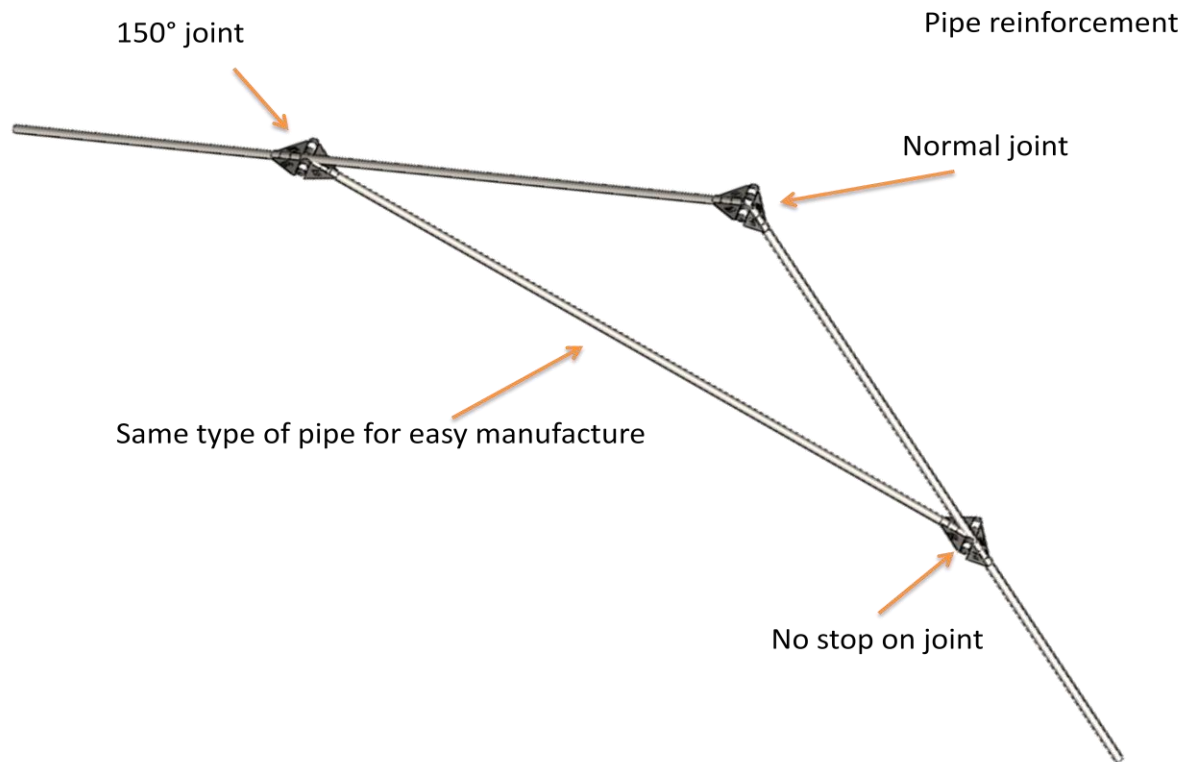 Pipe reinforcement
150° joint
Normal joint
Same type of pipe for easy manufacture
No stop on joint